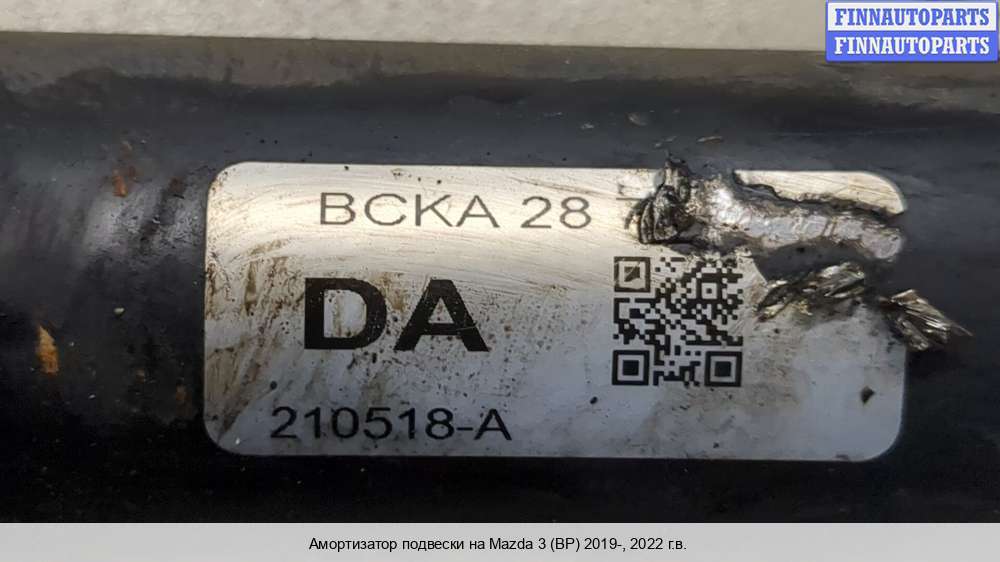 FINNAUTOPARTS
FINNAUTOPARTS
BCKA 28
DA
210518-A
Амортизатор подвески на Mazda 3 (BP) 2019-, 2022 г.в.